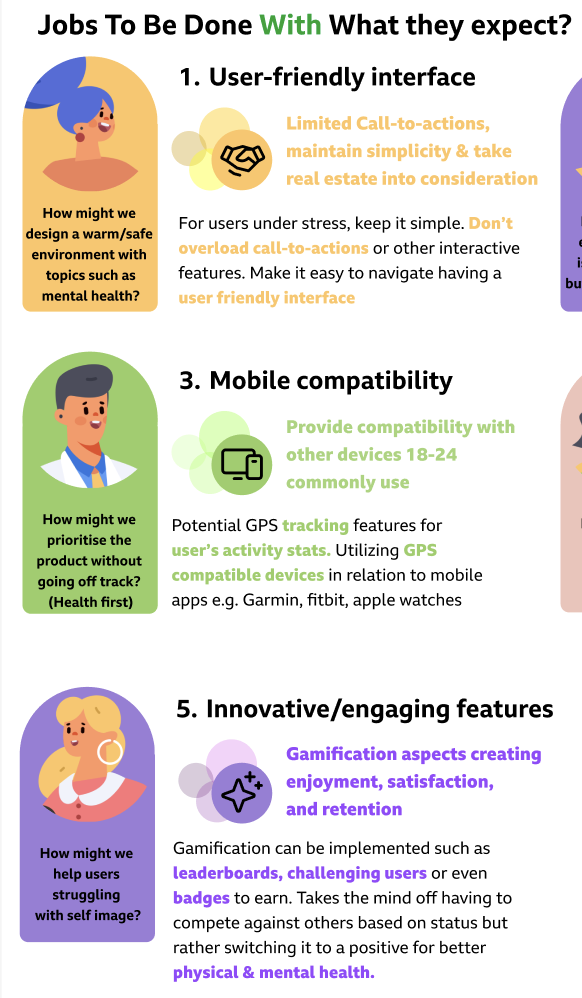 Jobs To Be Done With What they expect?
1. User-friendly interface
Limited Call-to-actions,
maintain simplicity & take
real estate into consideration
How might we
design a warm/safe
environment with
topics such as
mental health?
For users under stress, keep it simple. Don't
overload call-to-actions or other interactive
features. Make it easy to navigate having a
user friendly interface
bu
3. Mobile compatibility
Provide compatibility with
other devices 18-24
commonly use
How might we
prioritise the
product without
going off track?
(Health first)
Potential GPS tracking features for
user's activity stats. Utilizing GPS
compatible devices in relation to mobile
apps e.g. Garmin, fitbit, apple watches
5. Innovative/engaging features
Gamification aspects creating
enjoyment, satisfaction,
and retention
How might we
help users
struggling
with self image?
Gamification can be implemented such as
leaderboards, challenging users or even
badges to earn. Takes the mind off having to
compete against others based on status but
rather switching it to a positive for better
physical & mental health.